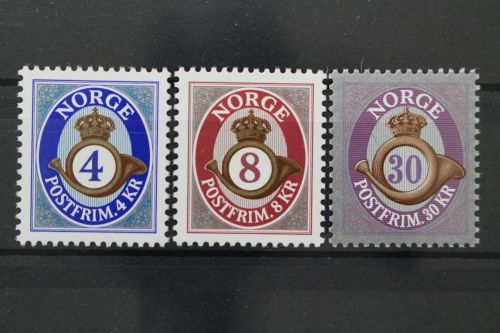 NORGE
4
POSTFRIM. 4 KR
NORGE
8
POSTFRIM. 8 KR
NORGE
30
POSTFRIM. 30 KR